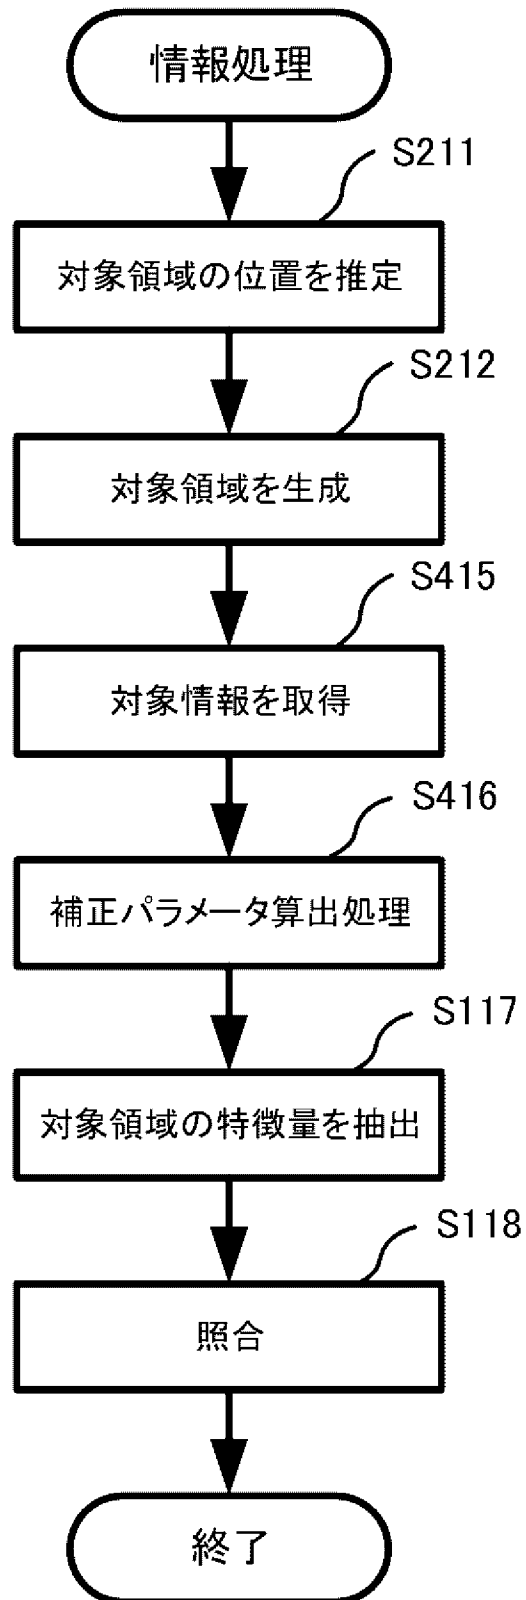 情報処理
S211
対象領域の位置を推定
S212
対象領域を生成
S415
対象情報を取得
S416
補正パラメータ算出処理
S117
対象領域の特徴量を抽出
S118
照合
終了